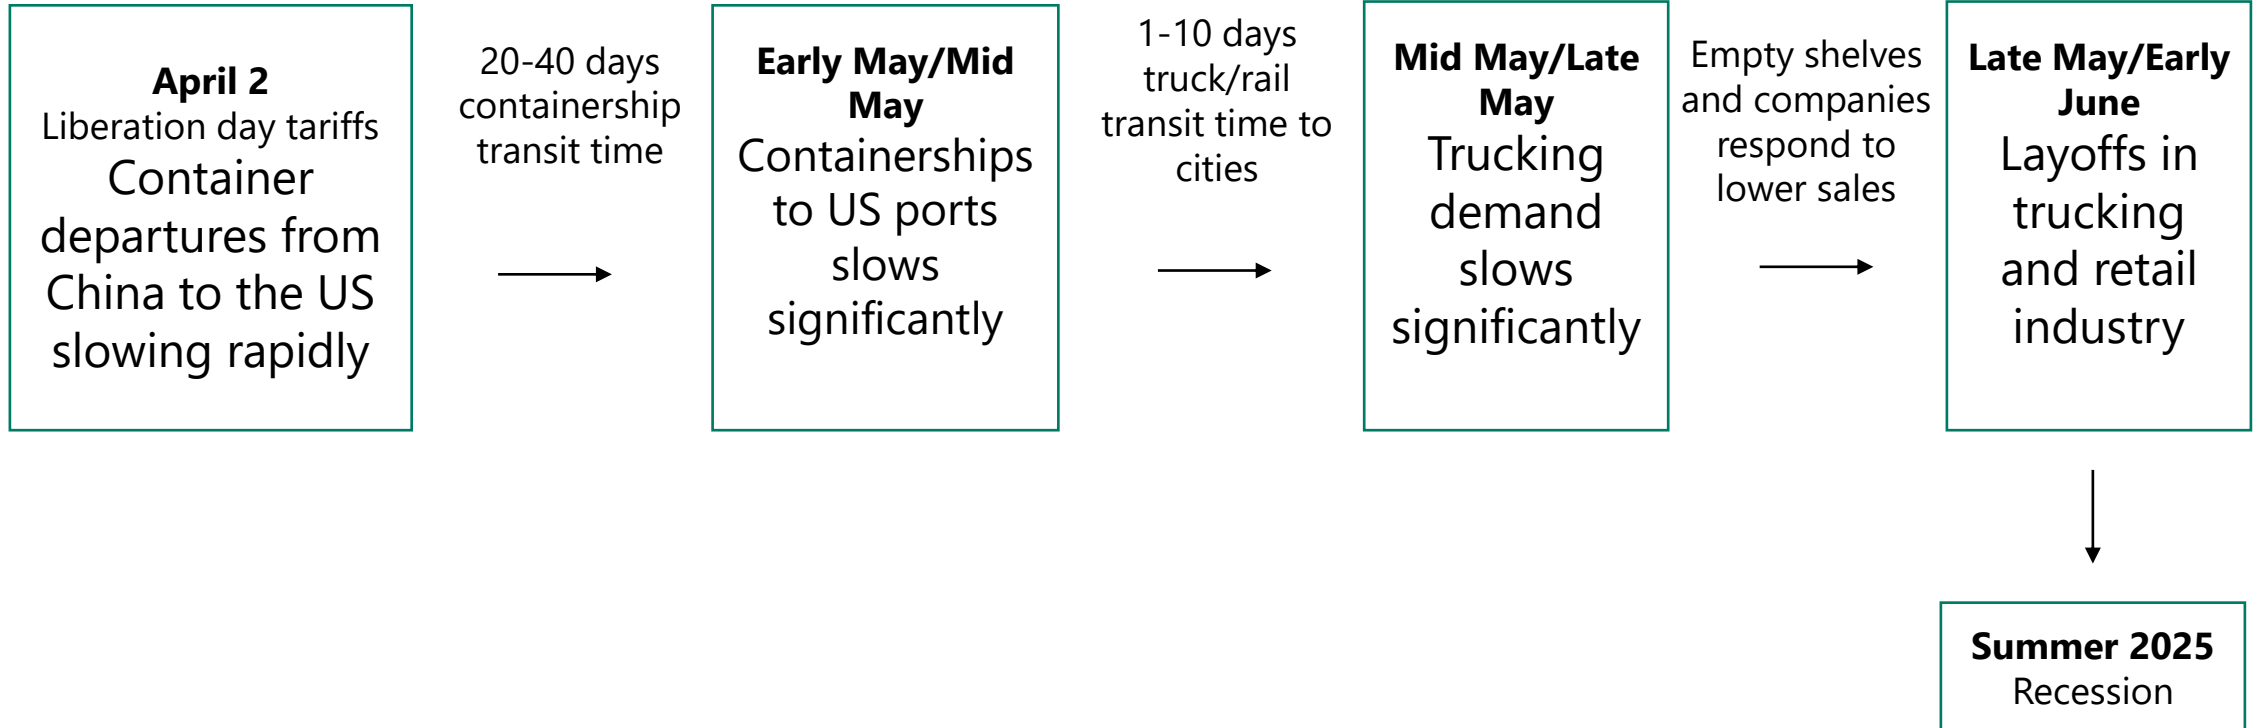 April 2
Liberation day tariffs
Container
departures from
China to the US
slowing rapidly
20-40 days
containership
transit time
Early May/Mid
May
Containerships
to US ports
slows
significantly
1-10 days
truck/rail
transit time to
cities
Mid May/Late
May
Trucking
demand
slows
significantly
Empty shelves
and companies
respond to
lower sales
Late May/Early
June
Layoffs in
trucking
and retail
industry
Summer 2025
Recession